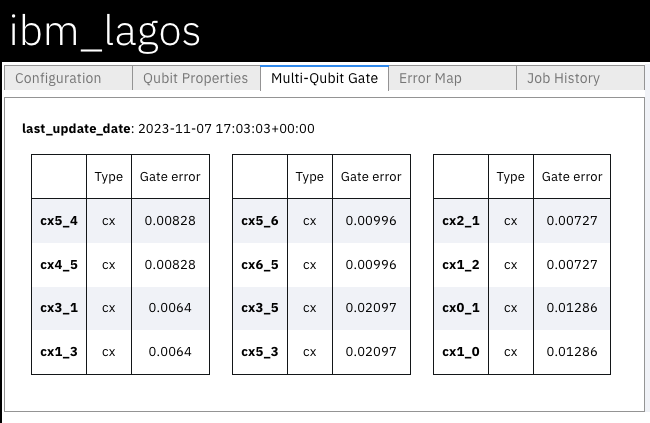 ibm_lagos
Configuration Qubit Properties Multi-Qubit Gate Error Map Job History
last_update_date: 2023-11-07 17:03:03+00:00
Type Gate error Type Gate error Type Gate error
cx5_4 cx 0.00828 cx5_6 cx 0.00996 cx2_1 cx 0.00727
cx4_5 cx 0.00828 cx6_5 cx 0.00996 cx1_2 cx 0.00727
cx3_1 cx 0.0064 cx3_5 cx 0.02097 cx0_1 cx 0.01286
cx1_3 cx 0.0064 cx5_3 cx 0.02097 cx1_0 cx 0.01286